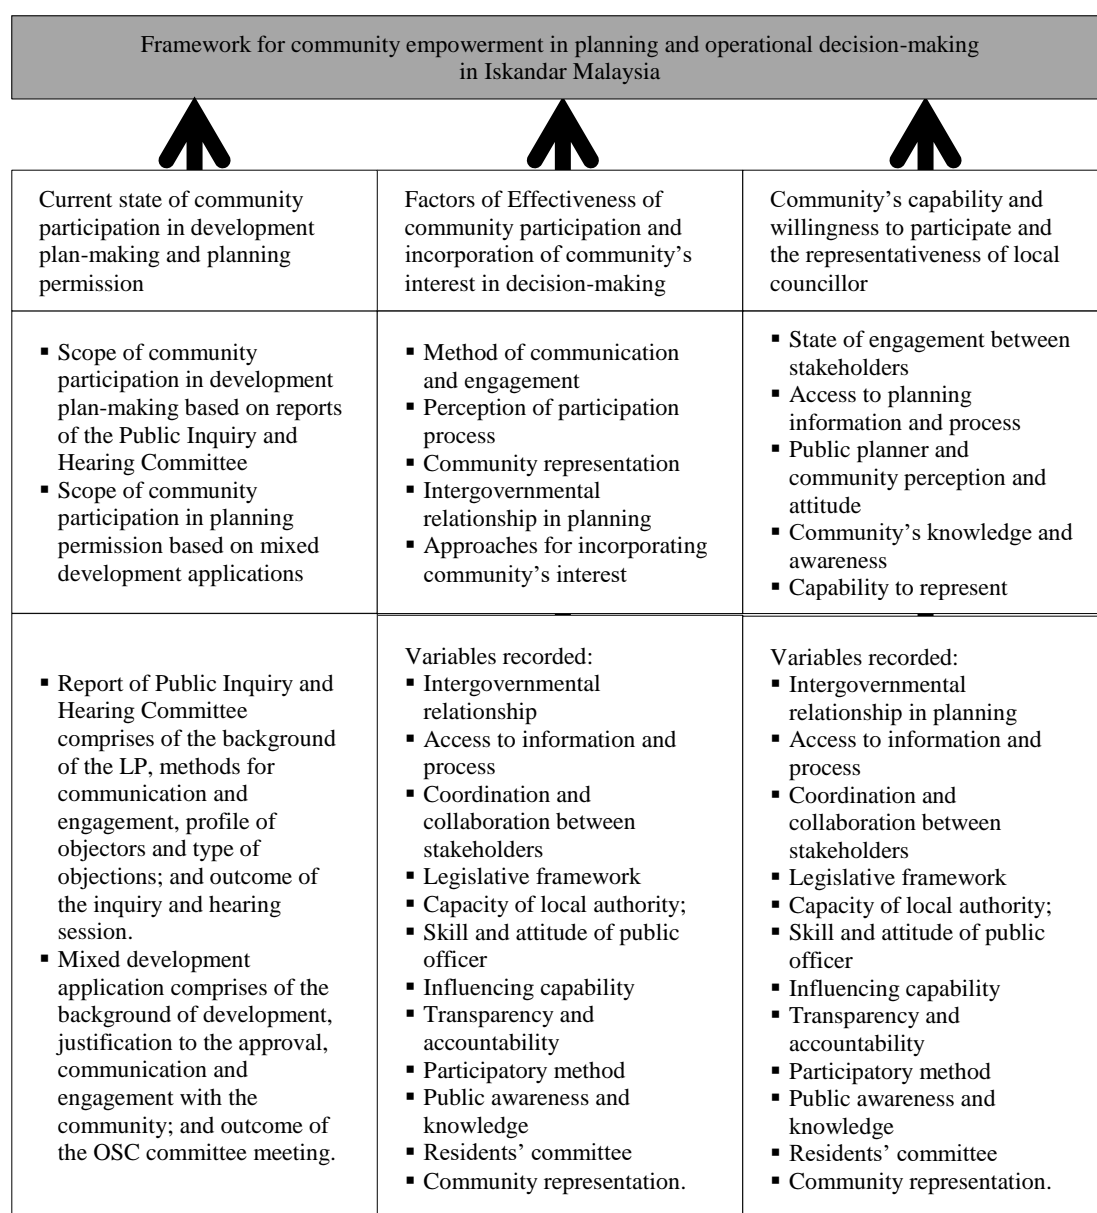 Framework for community empowerment in planning and operational decision-making
in Iskandar Malaysia
Current state of community
participation in development
plan-making and planning
permission
Factors of Effectiveness of
community participation and
incorporation of community’s
interest in decision-making
Community’s capability and
willingness to participate and
the representativeness of local
councillor
▪ Scope of community
participation in development
plan-making based on reports
of the Public Inquiry and
Hearing Committee
▪ Scope of community
participation in planning
permission based on mixed
development applications
▪ Method of communication
and engagement
▪ Perception of participation
process
▪ Community representation
▪ Intergovernmental
relationship in planning
▪ Approaches for incorporating
community’s interest
▪ State of engagement between
stakeholders
▪ Access to planning
information and process
▪ Public planner and
community perception and
attitude
▪ Community’s knowledge and
awareness
▪ Capability to represent
▪ Report of Public Inquiry and
Hearing Committee
comprises of the background
of the LP, methods for
communication and
engagement, profile of
objectors and type of
objections; and outcome of
the inquiry and hearing
session.
▪ Mixed development
application comprises of the
background of development,
justification to the approval,
communication and
engagement with the
community; and outcome of
the OSC committee meeting.
Variables recorded:
▪ Intergovernmental
relationship
▪ Access to information and
process
▪ Coordination and
collaboration between
stakeholders
▪ Legislative framework
▪ Capacity of local authority;
▪ Skill and attitude of public
officer
▪ Influencing capability
▪ Transparency and
accountability
▪ Participatory method
▪ Public awareness and
knowledge
▪ Residents’ committee
▪ Community representation.
Variables recorded:
▪ Intergovernmental
relationship in planning
▪ Access to information and
process
▪ Coordination and
collaboration between
stakeholders
▪ Legislative framework
▪ Capacity of local authority;
▪ Skill and attitude of public
officer
▪ Influencing capability
▪ Transparency and
accountability
▪ Participatory method
▪ Public awareness and
knowledge
▪ Residents’ committee
▪ Community representation.